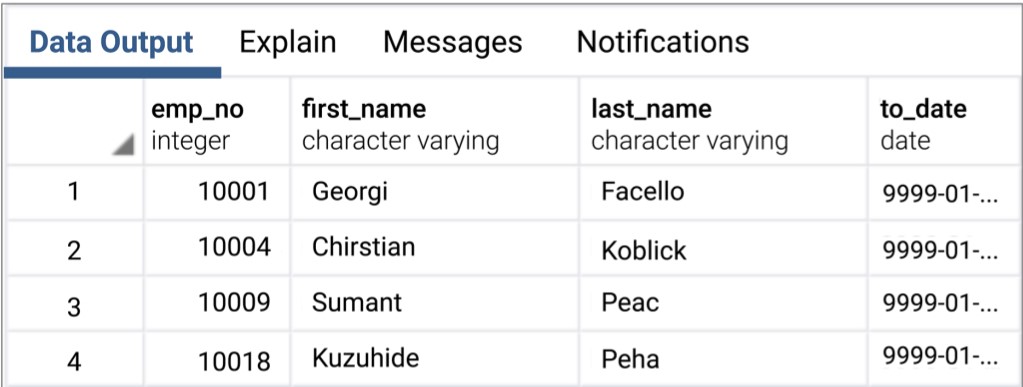 Data Output Explain Messages Notifications
emp_no first_name last_name to_date
integer character varying character varying date
1 10001 Georgi Facello 9999-01-...
2 10004 Chirstian Koblick 9999-01-...
3 10009 Sumant Peac 9999-01-...
4 10018 Kuzuhide Peha 9999-01-...